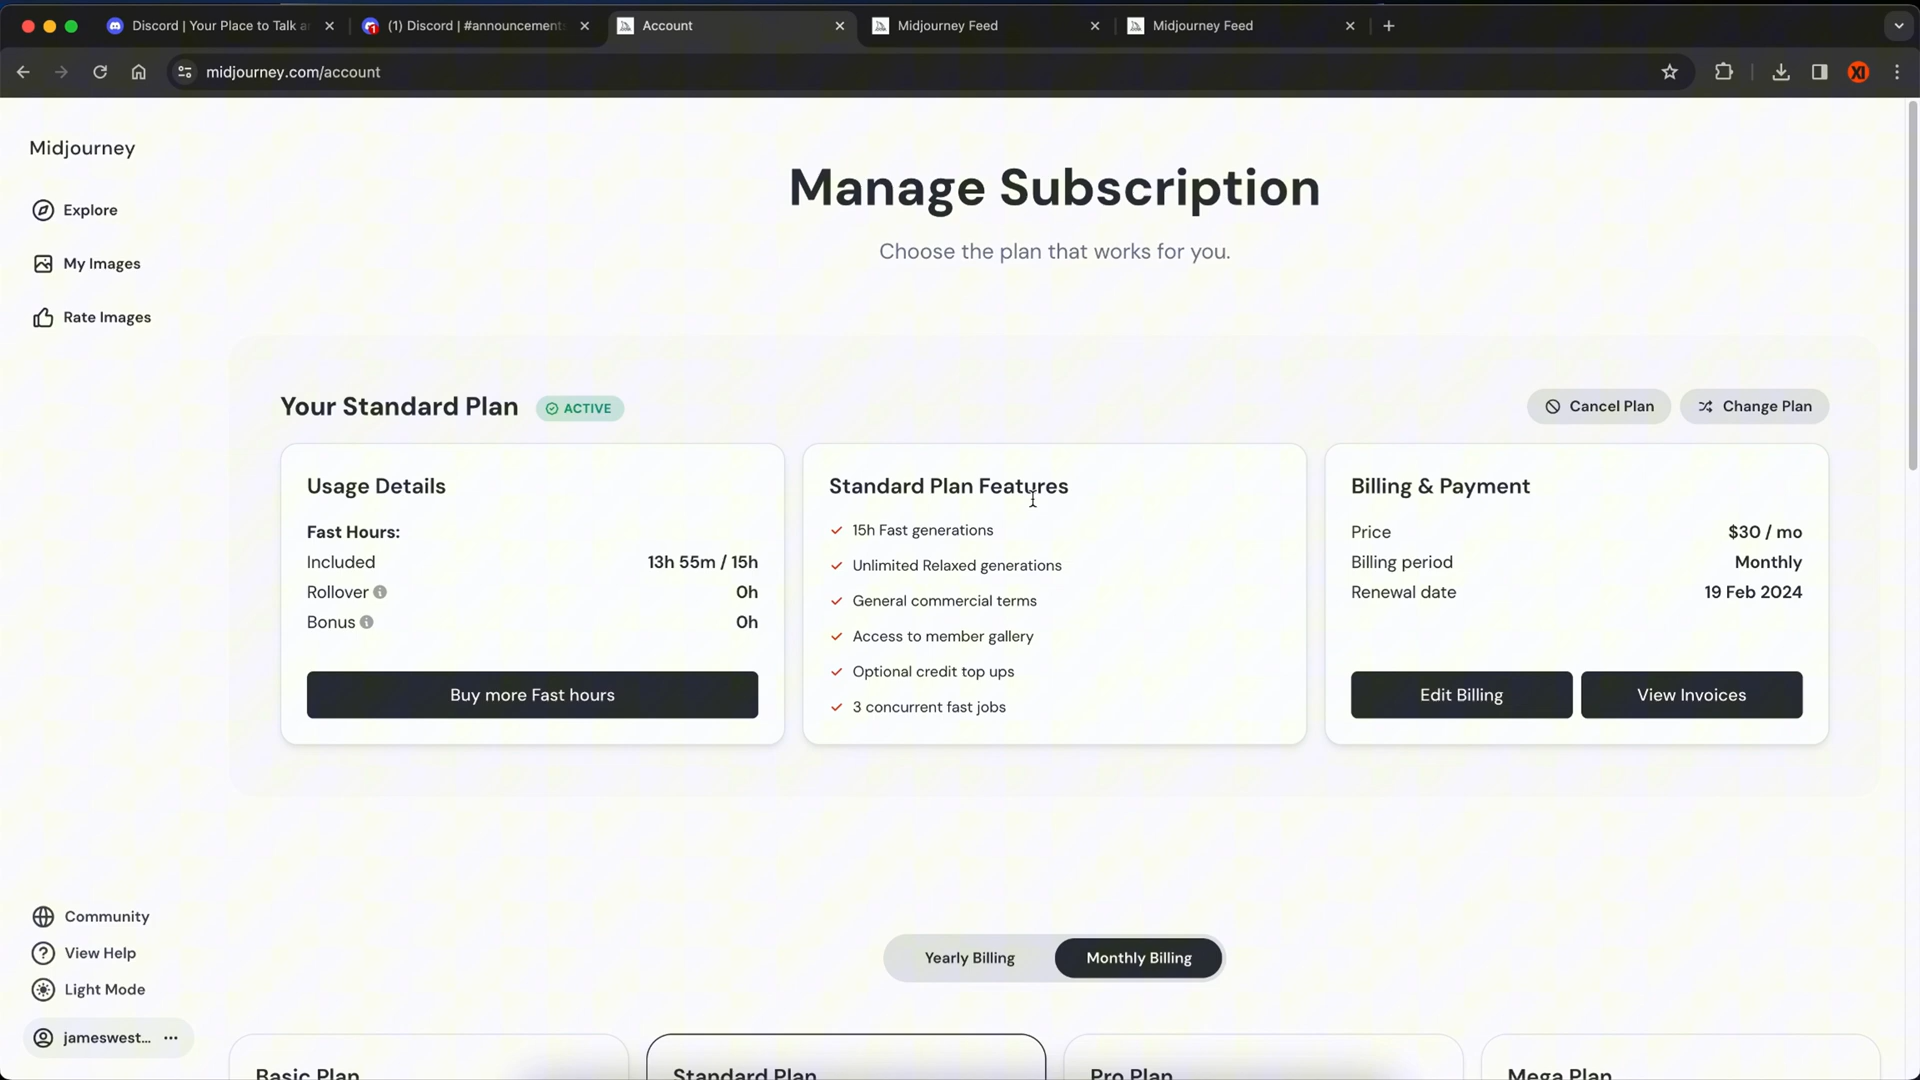 Discord | Your Place to Talk a
(1) Discord | #announcement
Account
Midjourney Feed
Midjourney Feed
midjourney.com/account
XI
Midjourney
Explore
My Images
Rate Images
Manage Subscription
Choose the plan that works for you.
Your Standard Plan
ACTIVE
Cancel Plan
Change Plan
Usage Details
Fast Hours:
Included 13h 55m / 15h
Rollover 0h
Bonus 0h
Buy more Fast hours
Standard Plan Features
15h Fast generations
Unlimited Relaxed generations
General commercial terms
Access to member gallery
Optional credit top ups
3 concurrent fast jobs
Billing & Payment
Price $30 / mo
Billing period Monthly
Renewal date 19 Feb 2024
Edit Billing
View Invoices
Community
View Help
Light Mode
jameswest...
Yearly Billing
Monthly Billing
Basic Plan
Standard Plan
Pro Plan
Mega Plan